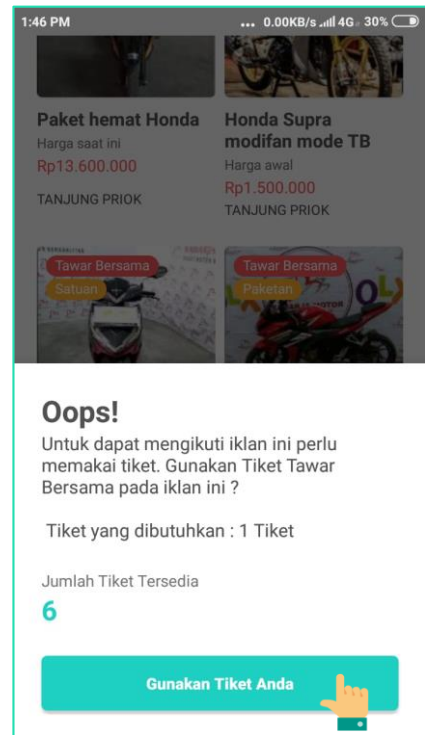 1:46 PM
... 0.00KB/s 4G 30%
Paket hemat Honda
Harga saat ini
Rp13.600.000
TANJUNG PRIOK
Honda Supra
modifan mode TB
Harga awal
Rp1.500.000
TANJUNG PRIOK
Tawar Bersama
Satuan
Tawar Bersama
Paketan
MOTOR
Oops!
Untuk dapat mengikuti iklan ini perlu
memakai tiket. Gunakan Tiket Tawar
Bersama pada iklan ini ?
Tiket yang dibutuhkan : 1 Tiket
Jumlah Tiket Tersedia
6
Gunakan Tiket Anda